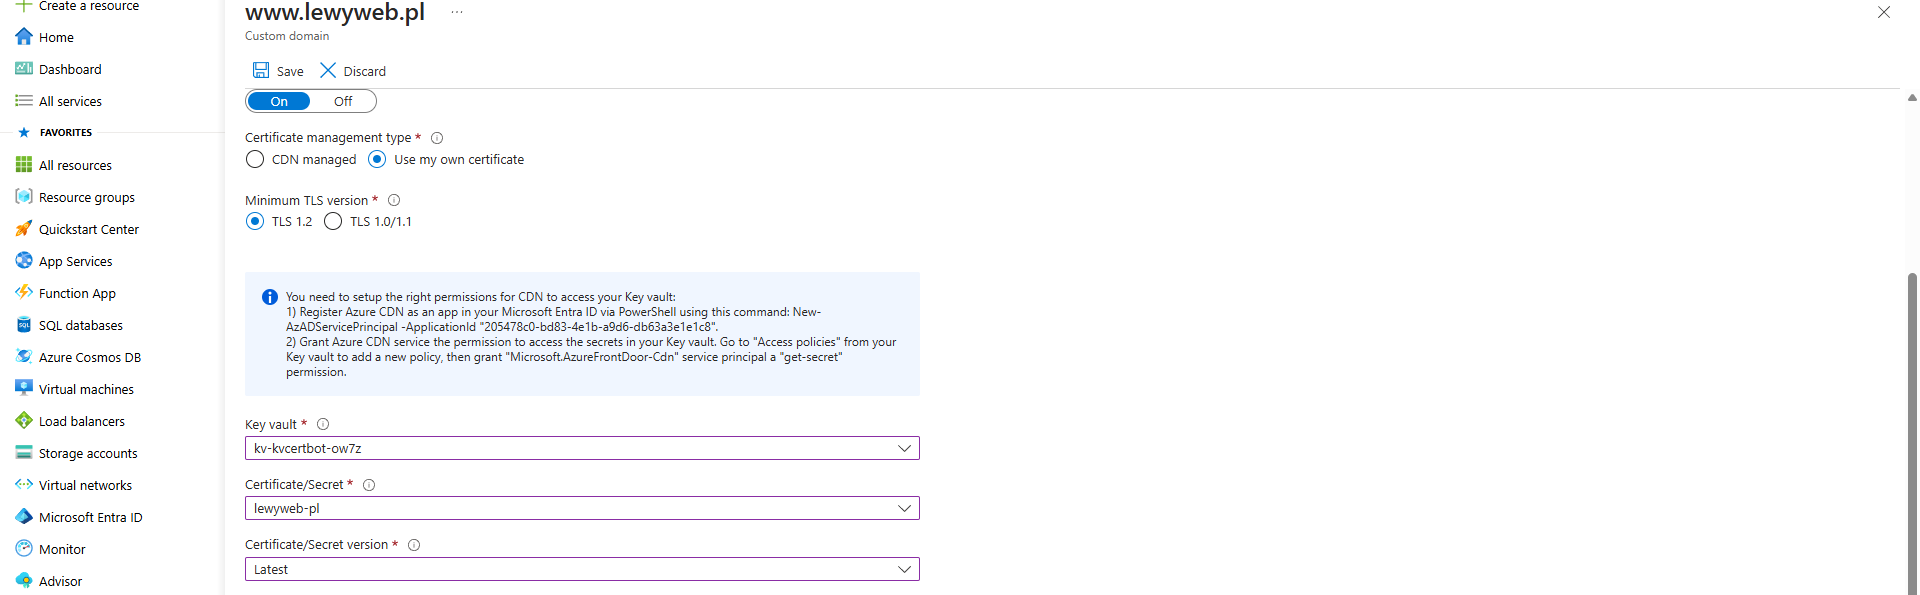 Create a resource
Home
Dashboard
All services
FAVORITES
All resources
Resource groups
Quickstart Center
App Services
Function App
SQL databases
Azure Cosmos DB
Virtual machines
Load balancers
Storage accounts
Virtual networks
Microsoft Entra ID
Monitor
Advisor
www.lewyweb.pl ...
Custom domain
Save Discard
On Off
Certificate management type *
CDN managed Use my own certificate
Minimum TLS version *
TLS 1.2 TLS 1.0/1.1
You need to setup the right permissions for CDN to access your Key vault:
1) Register Azure CDN as an app in your Microsoft Entra ID via PowerShell using this command: New-
AzADServicePrincipal -ApplicationId "205478c0-bd83-4e1b-a9d6-db63a3e1e1c8".
2) Grant Azure CDN service the permission to access the secrets in your Key vault. Go to "Access policies" from your
Key vault to add a new policy, then grant "Microsoft.AzureFrontDoor-Cdn" service principal a "get-secret"
permission.
Key vault *
kv-kvcertbot-ow7z
Certificate/Secret *
lewyweb-pl
Certificate/Secret version *
Latest